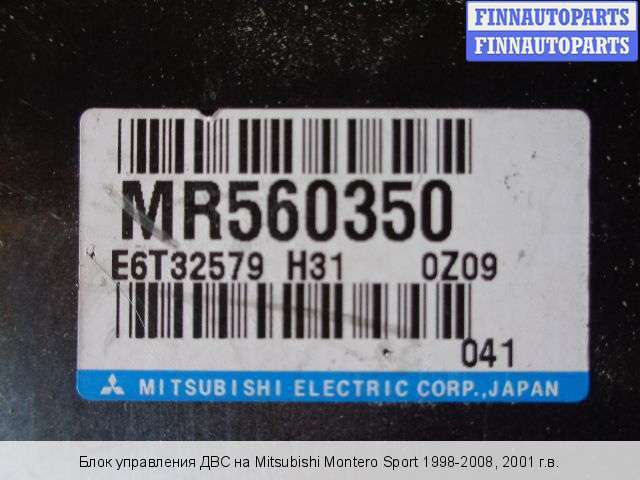 FINNAUTOPARTS
FINNAUTOPARTS
MR560350
E6T32579 H31 0Z09
041
MITSUBISHI ELECTRIC CORP.,JAPAN
Блок управления ДВС на Mitsubishi Montero Sport 1998-2008, 2001 г.в.